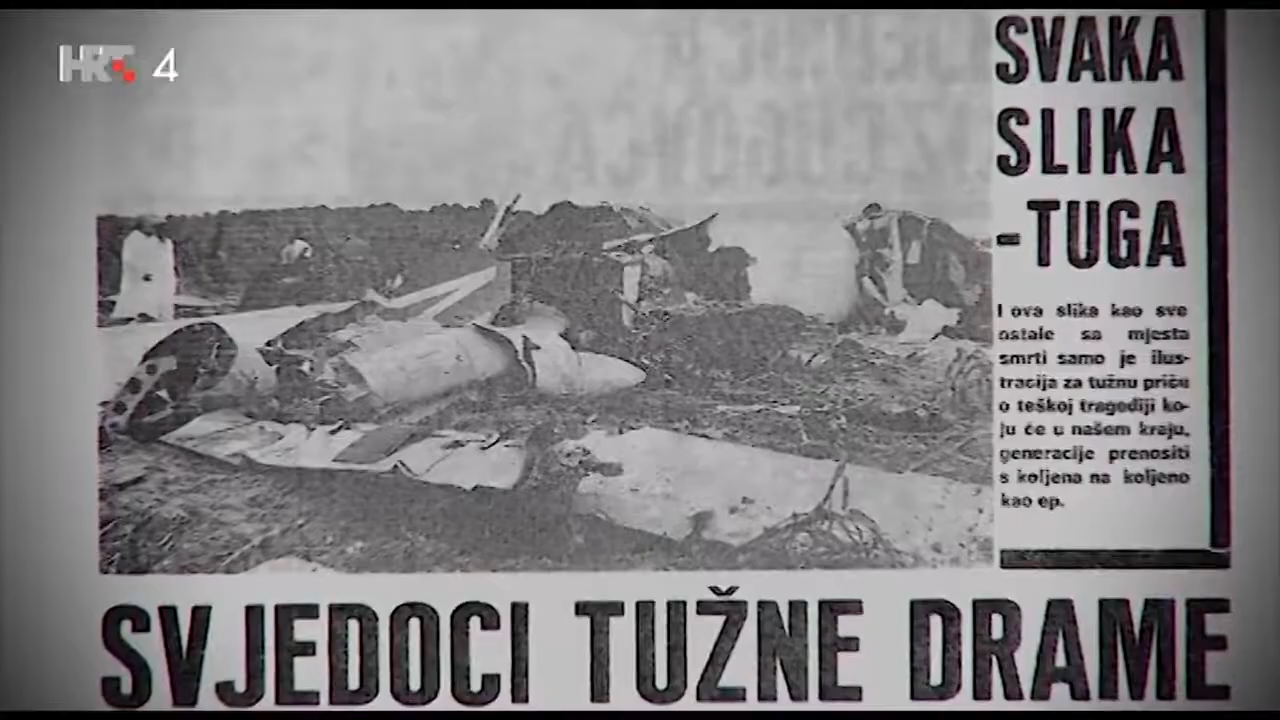 HRT 4
SVAKA
SLIKA
-TUGA
I ova slika kao sve
ostale sa mjesta
smrti samo je ilus-
tracija za tužnu priču
o teškoj tragediji ko-
ju će u našem kraju,
generacije prenositi
s koljena na koljeno
kao ep.
SVJEDOCI TUŽNE DRAME